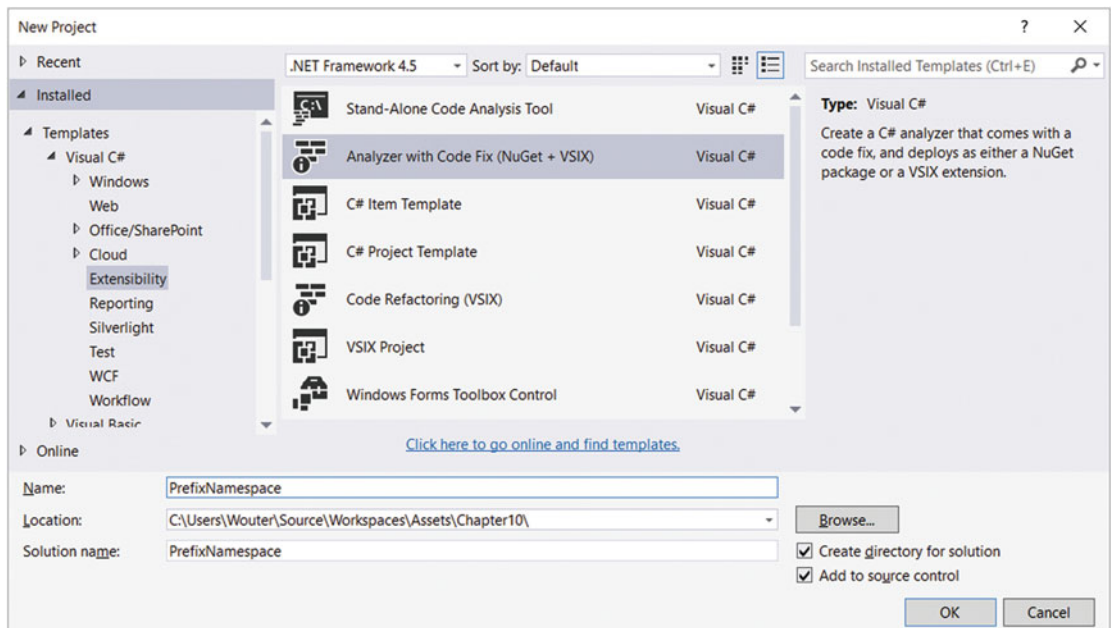 New Project
?
Recent
Installed
Templates
Visual C#
Windows
Web
Office/SharePoint
Cloud
Extensibility
Reporting
Silverlight
Test
WCF
Workflow
Visual Basic
Online
.NET Framework 4.5
Sort by: Default
C:\
Stand-Alone Code Analysis Tool Visual C#
Analyzer with Code Fix (NuGet + VSIX) Visual C#
C# Item Template Visual C#
C# Project Template Visual C#
Code Refactoring (VSIX) Visual C#
VSIX Project Visual C#
Windows Forms Toolbox Control Visual C#
Click here to go online and find templates.
Search Installed Templates (Ctrl+E)
Type: Visual C#
Create a C# analyzer that comes with a
code fix, and deploys as either a NuGet
package or a VSIX extension.
Name: PrefixNamespace
Location: C:\Users\Wouter\Source\Workspaces\Assets\Chapter10\
Browse...
Solution name: PrefixNamespace
Create directory for solution
Add to source control
OK Cancel